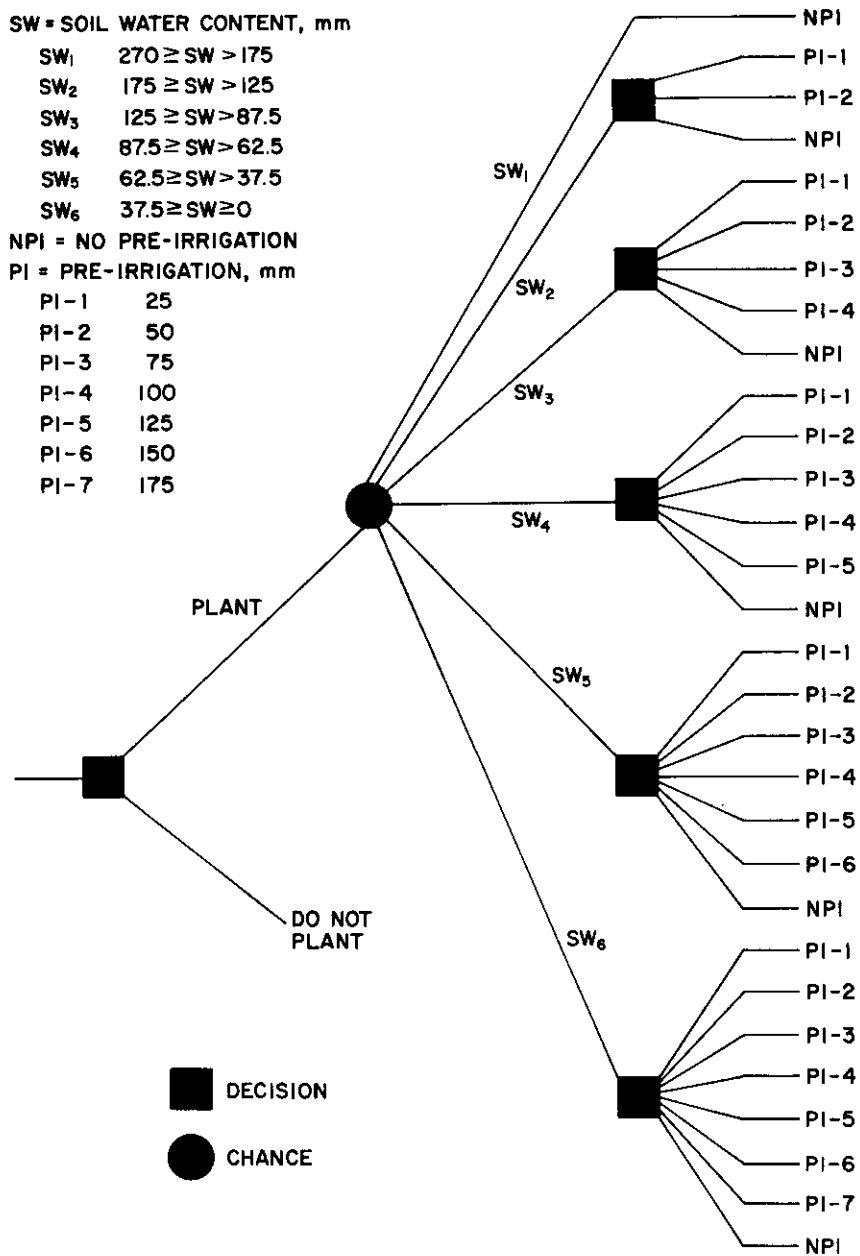 SW = SOIL WATER CONTENT, mm
SW₁ 270 ≥ SW > 175
SW₂ 175 ≥ SW > 125
SW₃ 125 ≥ SW > 87.5
SW₄ 87.5 ≥ SW > 62.5
SW₅ 62.5 ≥ SW > 37.5
SW₆ 37.5 ≥ SW ≥ 0
NPI = NO PRE-IRRIGATION
PI = PRE-IRRIGATION, mm
PI-1 25
PI-2 50
PI-3 75
PI-4 100
PI-5 125
PI-6 150
PI-7 175
PLANT
DO NOT
PLANT
DECISION
CHANCE
SW₁
SW₂
SW₃
SW₄
SW₅
SW₆
NPI
PI-1
PI-2
NPI
PI-1
PI-2
PI-3
PI-4
NPI
PI-1
PI-2
PI-3
PI-4
PI-5
NPI
PI-1
PI-2
PI-3
PI-4
PI-5
PI-6
NPI
PI-1
PI-2
PI-3
PI-4
PI-5
PI-6
PI-7
NPI